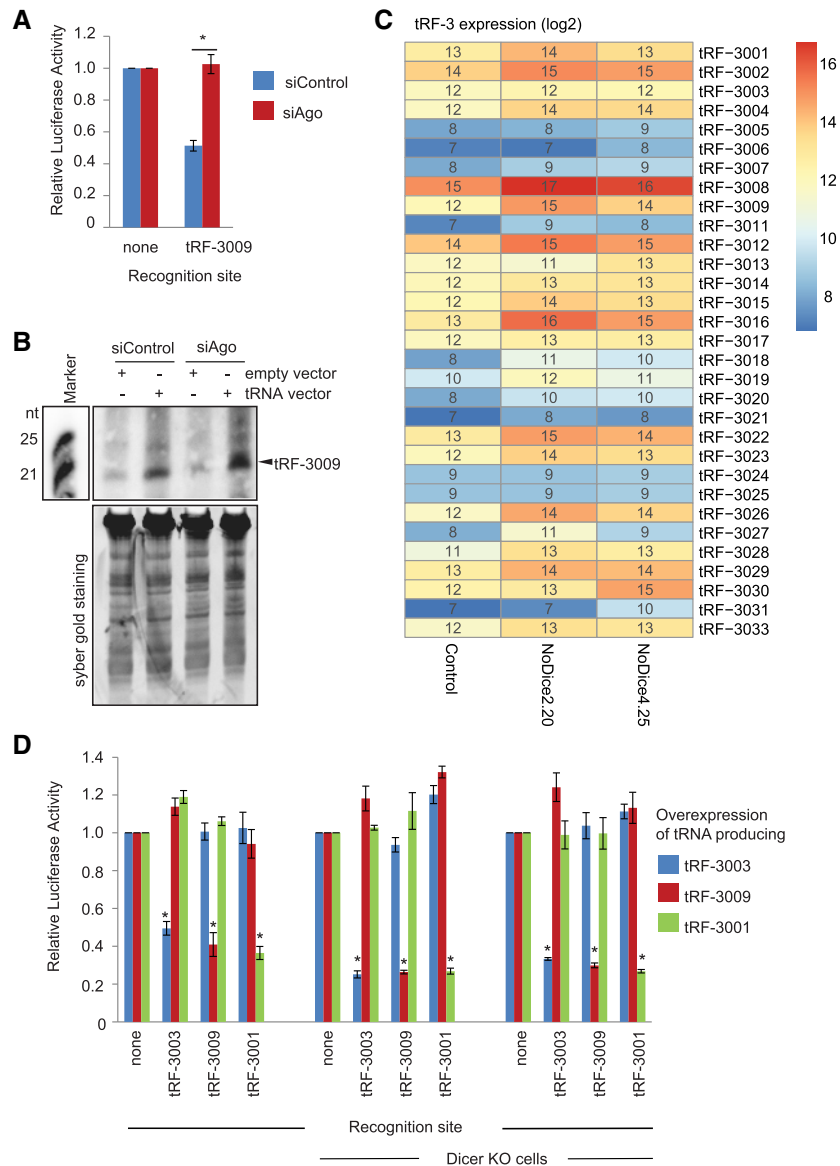 A
Relative Luciferase Activity
1.2
1.0
0.8
0.6
0.4
0.2
0
*
none
tRF-3009
Recognition site
siControl
siAgo
B
Marker
siControl
siAgo
+ - + - empty vector
- + - + tRNA vector
nt
25
21
tRF-3009
syber gold staining
C
tRF-3 expression (log2)
13 14 13 tRF−3001
14 15 15 tRF−3002
12 12 12 tRF−3003
12 14 14 tRF−3004
8 8 9 tRF−3005
7 7 8 tRF−3006
8 9 9 tRF−3007
15 17 16 tRF−3008
12 15 14 tRF−3009
7 9 8 tRF−3011
14 15 15 tRF−3012
12 11 13 tRF−3013
12 13 13 tRF−3014
12 14 13 tRF−3015
13 16 15 tRF−3016
12 13 13 tRF−3017
8 11 10 tRF−3018
10 12 11 tRF−3019
8 10 10 tRF−3020
7 8 8 tRF−3021
13 15 14 tRF−3022
12 14 13 tRF−3023
9 9 9 tRF−3024
9 9 9 tRF−3025
12 14 14 tRF−3026
8 11 9 tRF−3027
11 13 13 tRF−3028
13 14 14 tRF−3029
12 13 15 tRF−3030
7 7 10 tRF−3031
12 13 13 tRF−3033
Control
NoDice2.20
NoDice4.25
16
14
12
10
8
D
Relative Luciferase Activity
1.4
1.2
1.0
0.8
0.6
0.4
0.2
0
* * *
* * *
* * *
none
tRF-3003
tRF-3009
tRF-3001
none
tRF-3003
tRF-3009
tRF-3001
none
tRF-3003
tRF-3009
tRF-3001
Recognition site
Dicer KO cells
Overexpression
of tRNA producing
tRF-3003
tRF-3009
tRF-3001